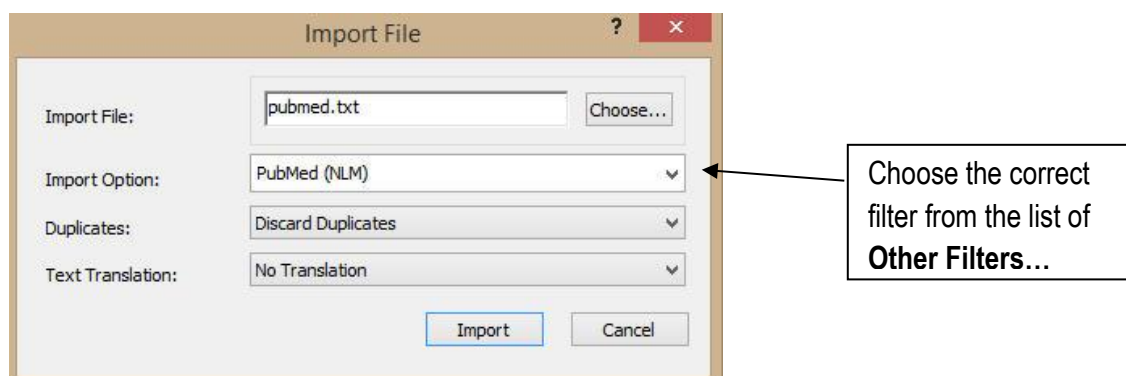 Import File ? ×
Import File: pubmed.txt Choose...
Import Option: PubMed (NLM)
Duplicates: Discard Duplicates
Text Translation: No Translation
Import Cancel
Choose the correct
filter from the list of
Other Filters…